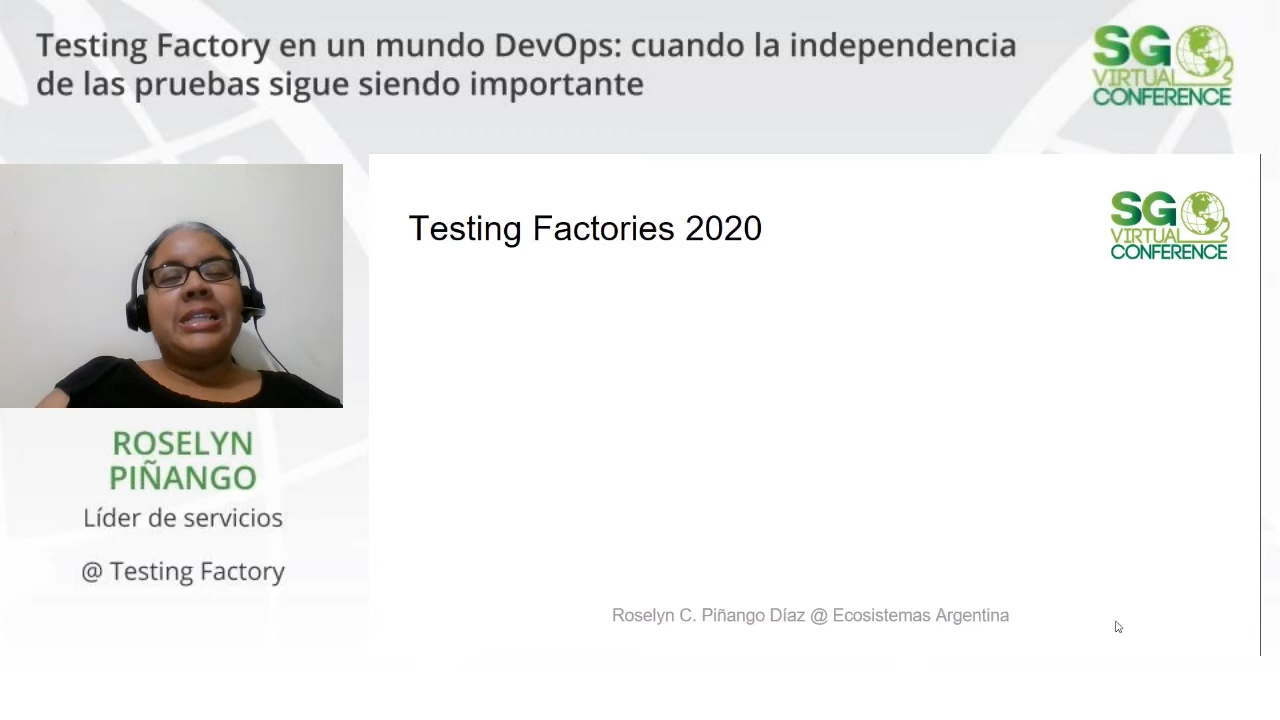 Testing Factory en un mundo DevOps: cuando la independencia
de las pruebas sigue siendo importante
SG
VIRTUAL
CONFERENCE
Testing Factories 2020
SG
VIRTUAL
CONFERENCE
ROSELYN
PIÑANGO
Líder de servicios
@ Testing Factory
Roselyn C. Piñango Díaz @ Ecosistemas Argentina